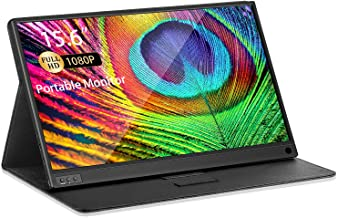 15.6”
FULL HD
1080P
Portable Monitor